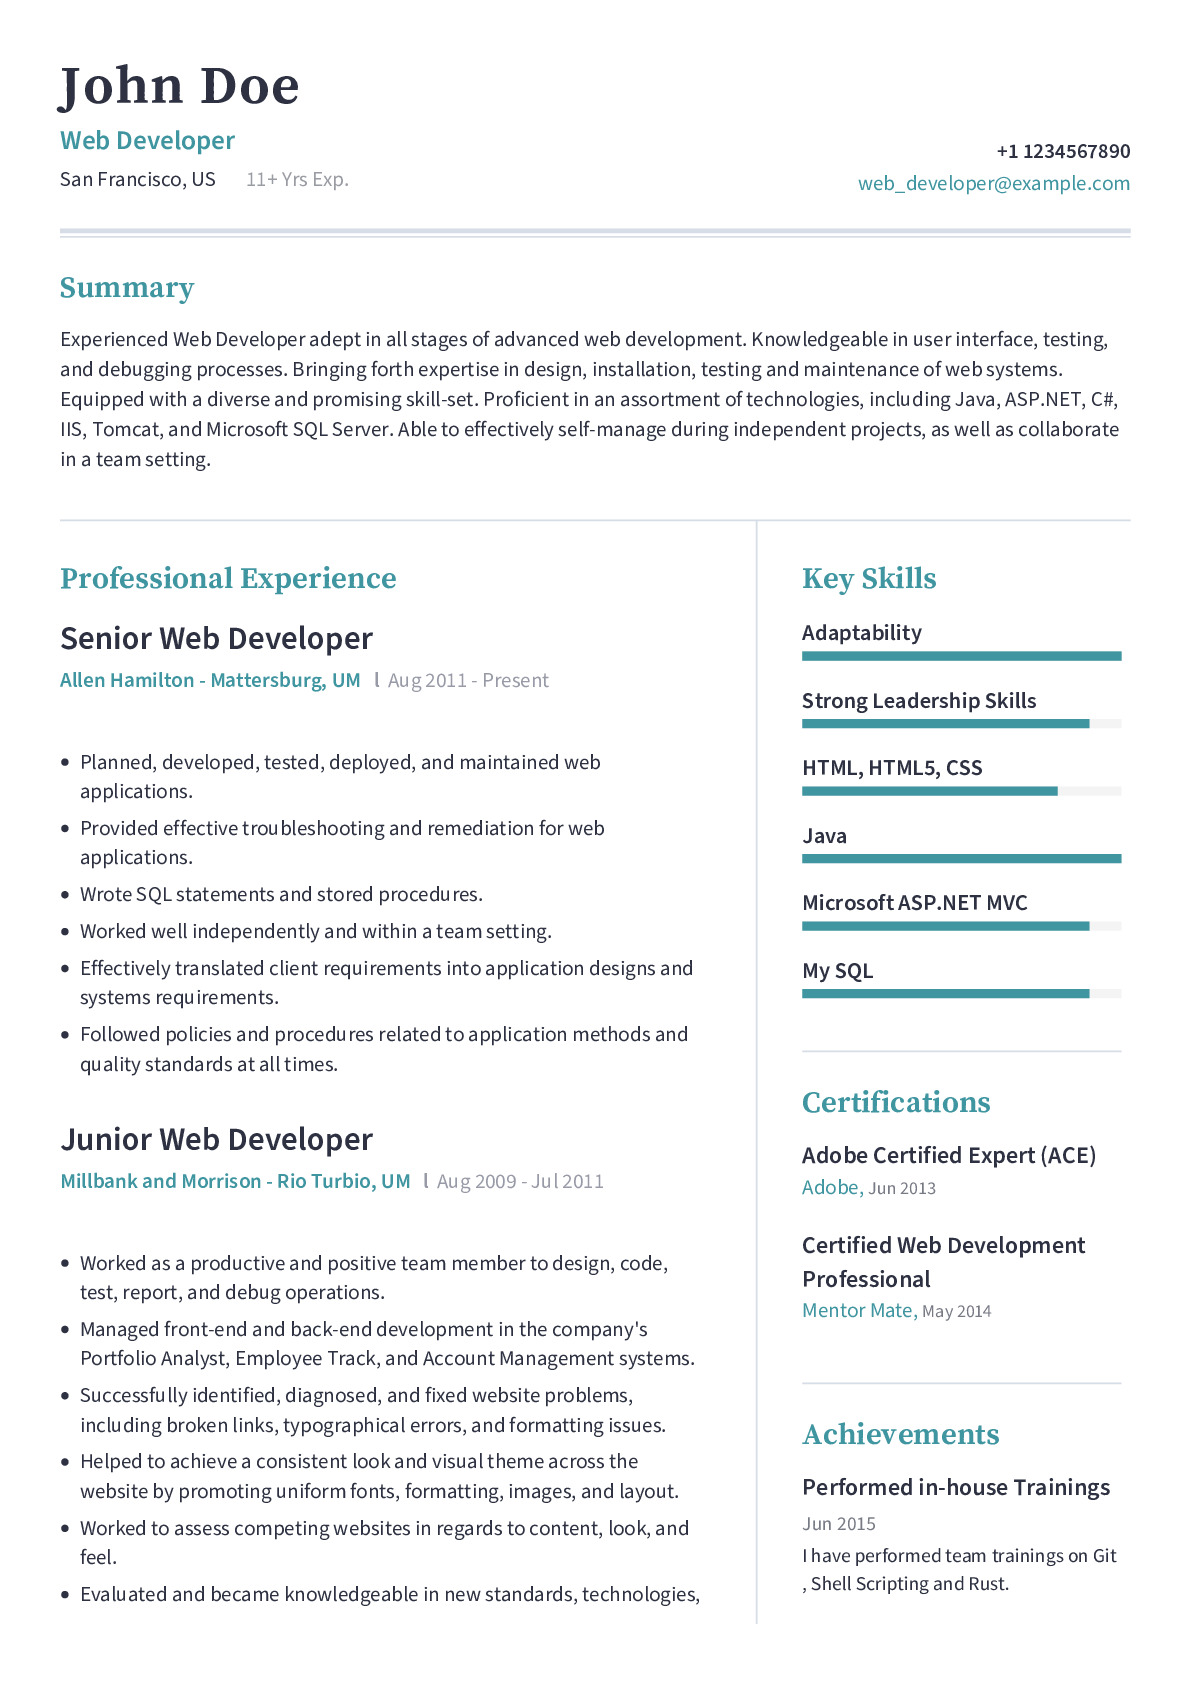 John Doe
Web Developer
San Francisco, US 11+ Yrs Exp.
+1 1234567890
web_developer@example.com
Summary
Experienced Web Developer adept in all stages of advanced web development. Knowledgeable in user interface, testing,
and debugging processes. Bringing forth expertise in design, installation, testing and maintenance of web systems.
Equipped with a diverse and promising skill-set. Proficient in an assortment of technologies, including Java, ASP.NET, C#,
IIS, Tomcat, and Microsoft SQL Server. Able to effectively self-manage during independent projects, as well as collaborate
in a team setting.
Professional Experience
Senior Web Developer
Allen Hamilton - Mattersburg, UM l Aug 2011 - Present
• Planned, developed, tested, deployed, and maintained web
applications.
• Provided effective troubleshooting and remediation for web
applications.
• Wrote SQL statements and stored procedures.
• Worked well independently and within a team setting.
• Effectively translated client requirements into application designs and
systems requirements.
• Followed policies and procedures related to application methods and
quality standards at all times.
Junior Web Developer
Millbank and Morrison - Rio Turbio, UM l Aug 2009 - Jul 2011
• Worked as a productive and positive team member to design, code,
test, report, and debug operations.
• Managed front-end and back-end development in the company's
Portfolio Analyst, Employee Track, and Account Management systems.
• Successfully identified, diagnosed, and fixed website problems,
including broken links, typographical errors, and formatting issues.
• Helped to achieve a consistent look and visual theme across the
website by promoting uniform fonts, formatting, images, and layout.
• Worked to assess competing websites in regards to content, look, and
feel.
• Evaluated and became knowledgeable in new standards, technologies,
Key Skills
Adaptability
Strong Leadership Skills
HTML, HTML5, CSS
Java
Microsoft ASP.NET MVC
My SQL
Certifications
Adobe Certified Expert (ACE)
Adobe, Jun 2013
Certified Web Development
Professional
Mentor Mate, May 2014
Achievements
Performed in-house Trainings
Jun 2015
I have performed team trainings on Git
, Shell Scripting and Rust.